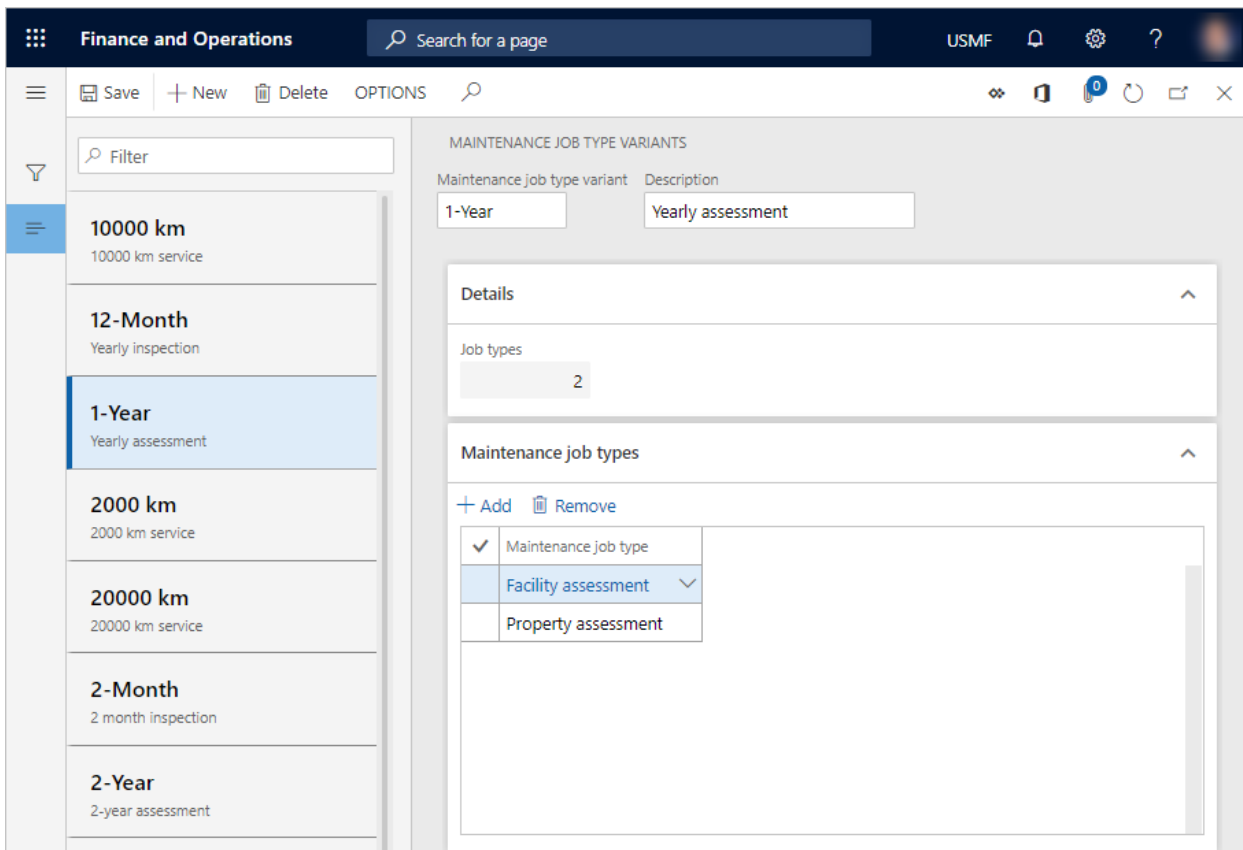 Finance and Operations
Search for a page
USMF
?
Save
New
Delete
OPTIONS
0
Filter
10000 km
10000 km service
12-Month
Yearly inspection
1-Year
Yearly assessment
2000 km
2000 km service
20000 km
20000 km service
2-Month
2 month inspection
2-Year
2-year assessment
MAINTENANCE JOB TYPE VARIANTS
Maintenance job type variant Description
1-Year Yearly assessment
Details
Job types
2
Maintenance job types
Add Remove
Maintenance job type
Facility assessment
Property assessment